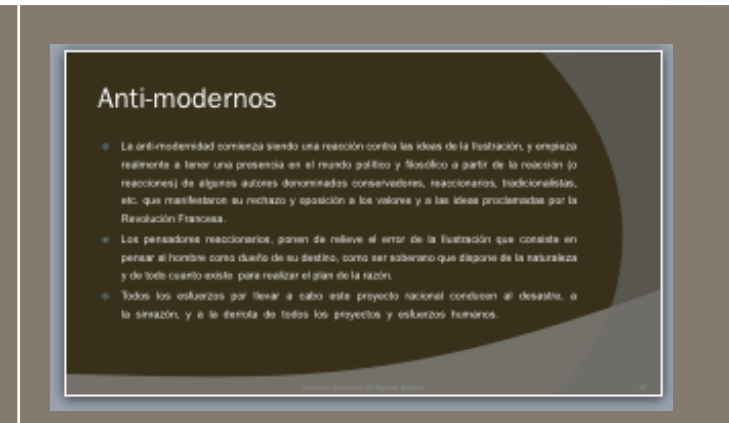 Anti-modernos
La anti-modernidad comienza siendo una reacción contra las ideas de la Ilustración, y empieza
realmente a tener una presencia en el mundo político y filosófico a partir de la reacción (o
reacciones) de algunos autores denominados conservadores, reaccionarios, tradicionalistas,
etc. que manifestaron su rechazo y oposición a los valores y a las ideas proclamadas por la
Revolución Francesa.
Los pensadores reaccionarios, ponen de relieve el error de la Ilustración que consiste en
pensar al hombre como dueño de su destino, como ser soberano que dispone de la naturaleza
y de todo cuanto existe para realizar el plan de la razón.
Todos los esfuerzos por llevar a cabo este proyecto racional conducen al desastre, a
la sinrazón, y a la derrota de todos los proyectos y esfuerzos humanos.